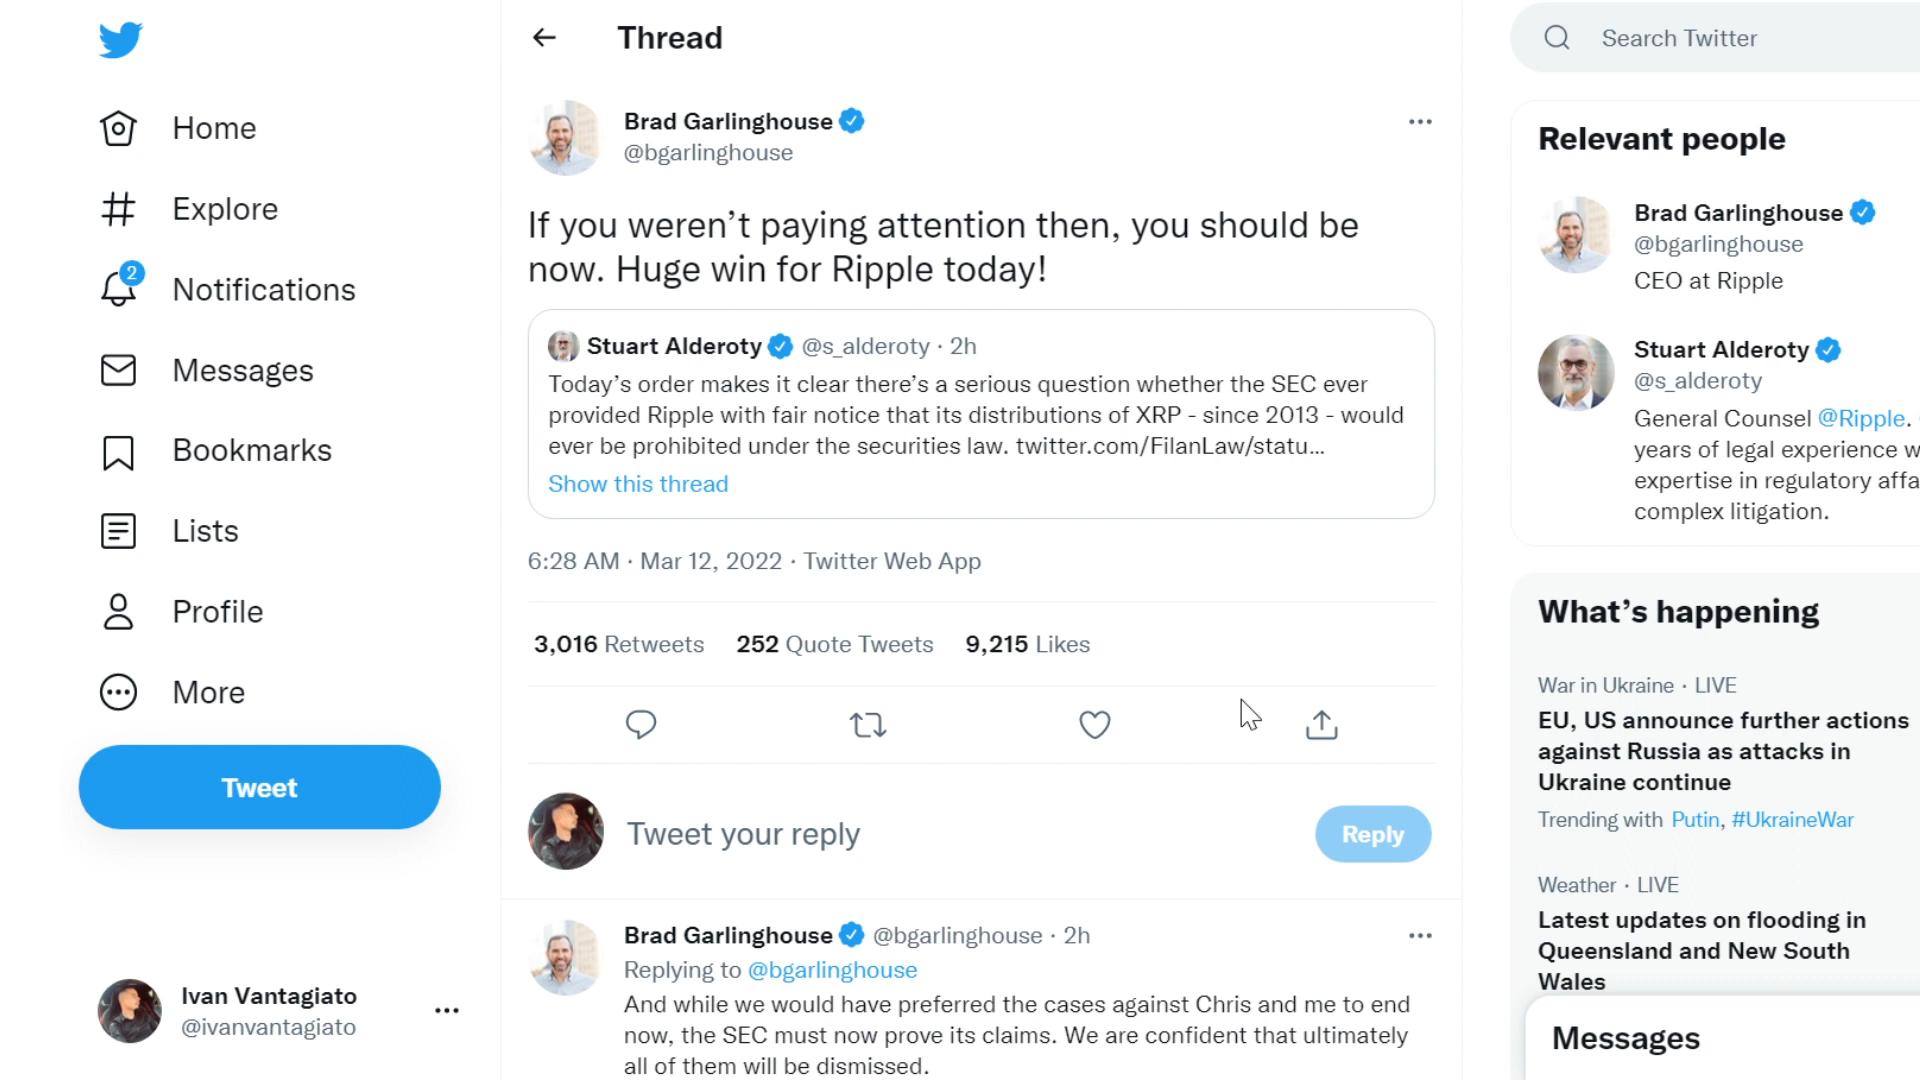 Home
Explore
2
Notifications
Messages
Bookmarks
Lists
Profile
More
Tweet
Ivan Vantagiato
@ivanvantagiato
Thread
Brad Garlinghouse
@bgarlinghouse
If you weren’t paying attention then, you should be
now. Huge win for Ripple today!
Stuart Alderoty @s_alderoty · 2h
Today’s order makes it clear there’s a serious question whether the SEC ever
provided Ripple with fair notice that its distributions of XRP - since 2013 - would
ever be prohibited under the securities law. twitter.com/FilanLaw/statu...
Show this thread
6:28 AM · Mar 12, 2022 · Twitter Web App
3,016 Retweets 252 Quote Tweets 9,215 Likes
Tweet your reply
Reply
Brad Garlinghouse @bgarlinghouse · 2h
Replying to @bgarlinghouse
And while we would have preferred the cases against Chris and me to end
now, the SEC must now prove its claims. We are confident that ultimately
all of them will be dismissed.
Search Twitter
Relevant people
Brad Garlinghouse
@bgarlinghouse
CEO at Ripple
Stuart Alderoty
@s_alderoty
General Counsel @Ripple.
years of legal experience
expertise in regulatory
complex litigation.
What’s happening
War in Ukraine · LIVE
EU, US announce further actions
against Russia as attacks in
Ukraine continue
Trending with Putin, #UkraineWar
Weather · LIVE
Latest updates on flooding in
Queensland and New South
Wales
Messages